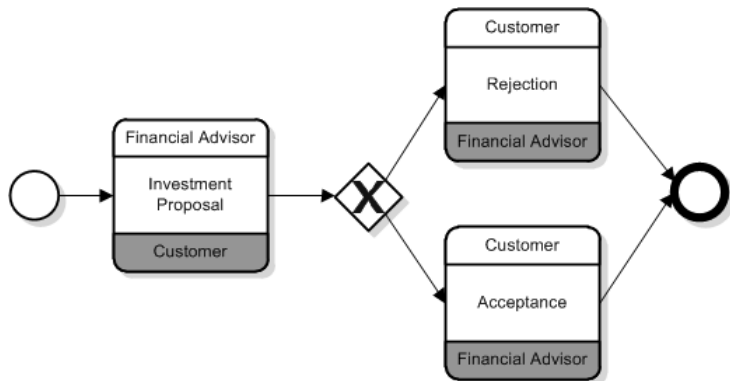 Financial Advisor
Investment
Proposal
Customer
X
Customer
Rejection
Financial Advisor
Customer
Acceptance
Financial Advisor